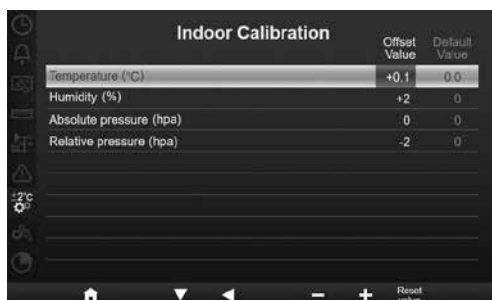 Indoor Calibration
Offset Value
Default Value
Temperature (°C) +0.1 0.0
Humidity (%) +2 0
Absolute pressure (hpa) 0 0
Relative pressure (hpa) -2 0
±2°C
Reset
value